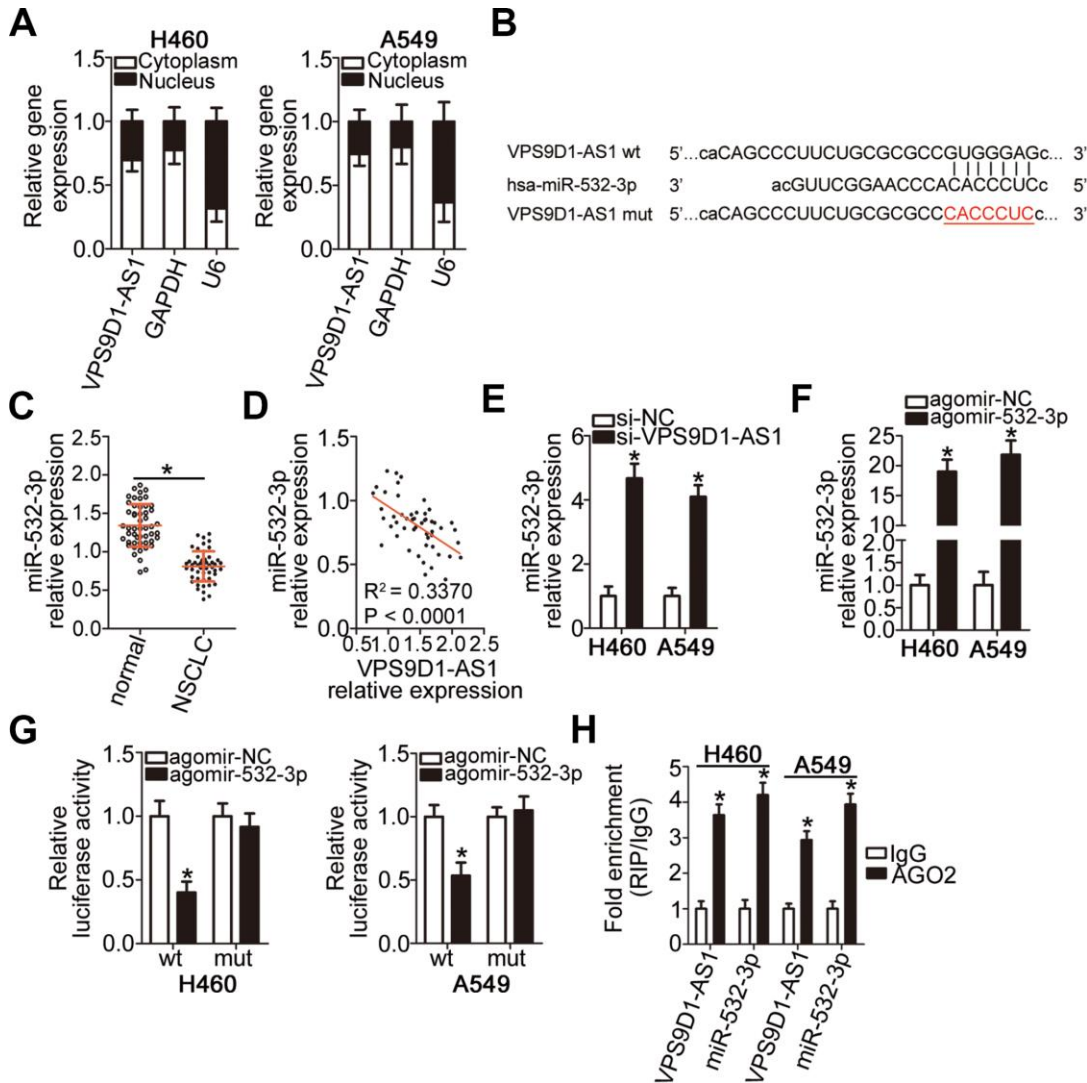 A
H460
Cytoplasm
Nucleus
Relative gene
expression
1.5
1.0
0.5
0.0
VPS9D1-AS1
GAPDH
U6
A549
Cytoplasm
Nucleus
Relative gene
expression
1.5
1.0
0.5
0.0
VPS9D1-AS1
GAPDH
U6
B
VPS9D1-AS1 wt 5'...caCAGCCCUUCUGCGCGCCGUGGGAGc... 3'
hsa-miR-532-3p 3' acGUUCGGAACCCACACCCUCc 5'
VPS9D1-AS1 mut 5'...caCAGCCCUUCUGCGCGCCCACCCUCc... 3'
C
miR-532-3p
relative expression
2.5
2.0
1.5
1.0
0.5
0.0
*
normal
NSCLC
D
miR-532-3p
relative expression
1.5
1.0
0.5
0.0
R² = 0.3370
P < 0.0001
0.5 1.0 1.5 2.0 2.5
VPS9D1-AS1
relative expression
E
si-NC
si-VPS9D1-AS1
miR-532-3p
relative expression
6
4
2
0
* *
H460 A549
F
agomir-NC
agomir-532-3p
miR-532-3p
relative expression
25
20
15
10
2.0
1.5
1.0
0.5
0.0
* *
H460 A549
G
agomir-NC
agomir-532-3p
Relative
luciferase activity
1.5
1.0
0.5
0.0
*
wt mut
H460
agomir-NC
agomir-532-3p
Relative
luciferase activity
1.5
1.0
0.5
0.0
*
wt mut
A549
H
H460
A549
Fold enrichment
(RIP/IgG)
5
4
3
2
1
0
* * * *
IgG
AGO2
VPS9D1-AS1
miR-532-3p
VPS9D1-AS1
miR-532-3p